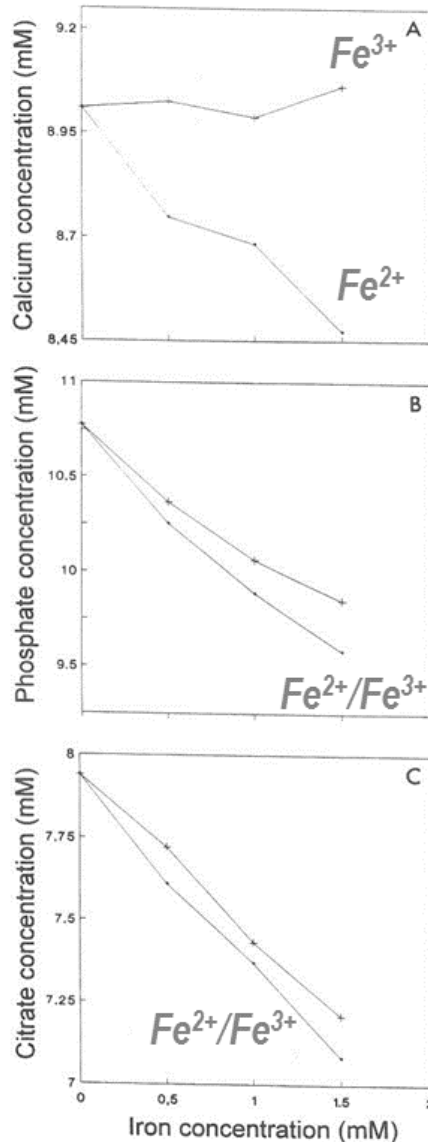 A
Calcium concentration (mM)
9.2
8.95
8.7
8,45
Fe³⁺
Fe²⁺
B
Phosphate concentration (mM)
11
10.5
10
9.5
Fe²⁺/Fe³⁺
C
Citrate concentration (mM)
8
7.75
7.5
7.25
7
Fe²⁺/Fe³⁺
0 0,5 1 1.5 2
Iron concentration (mM)